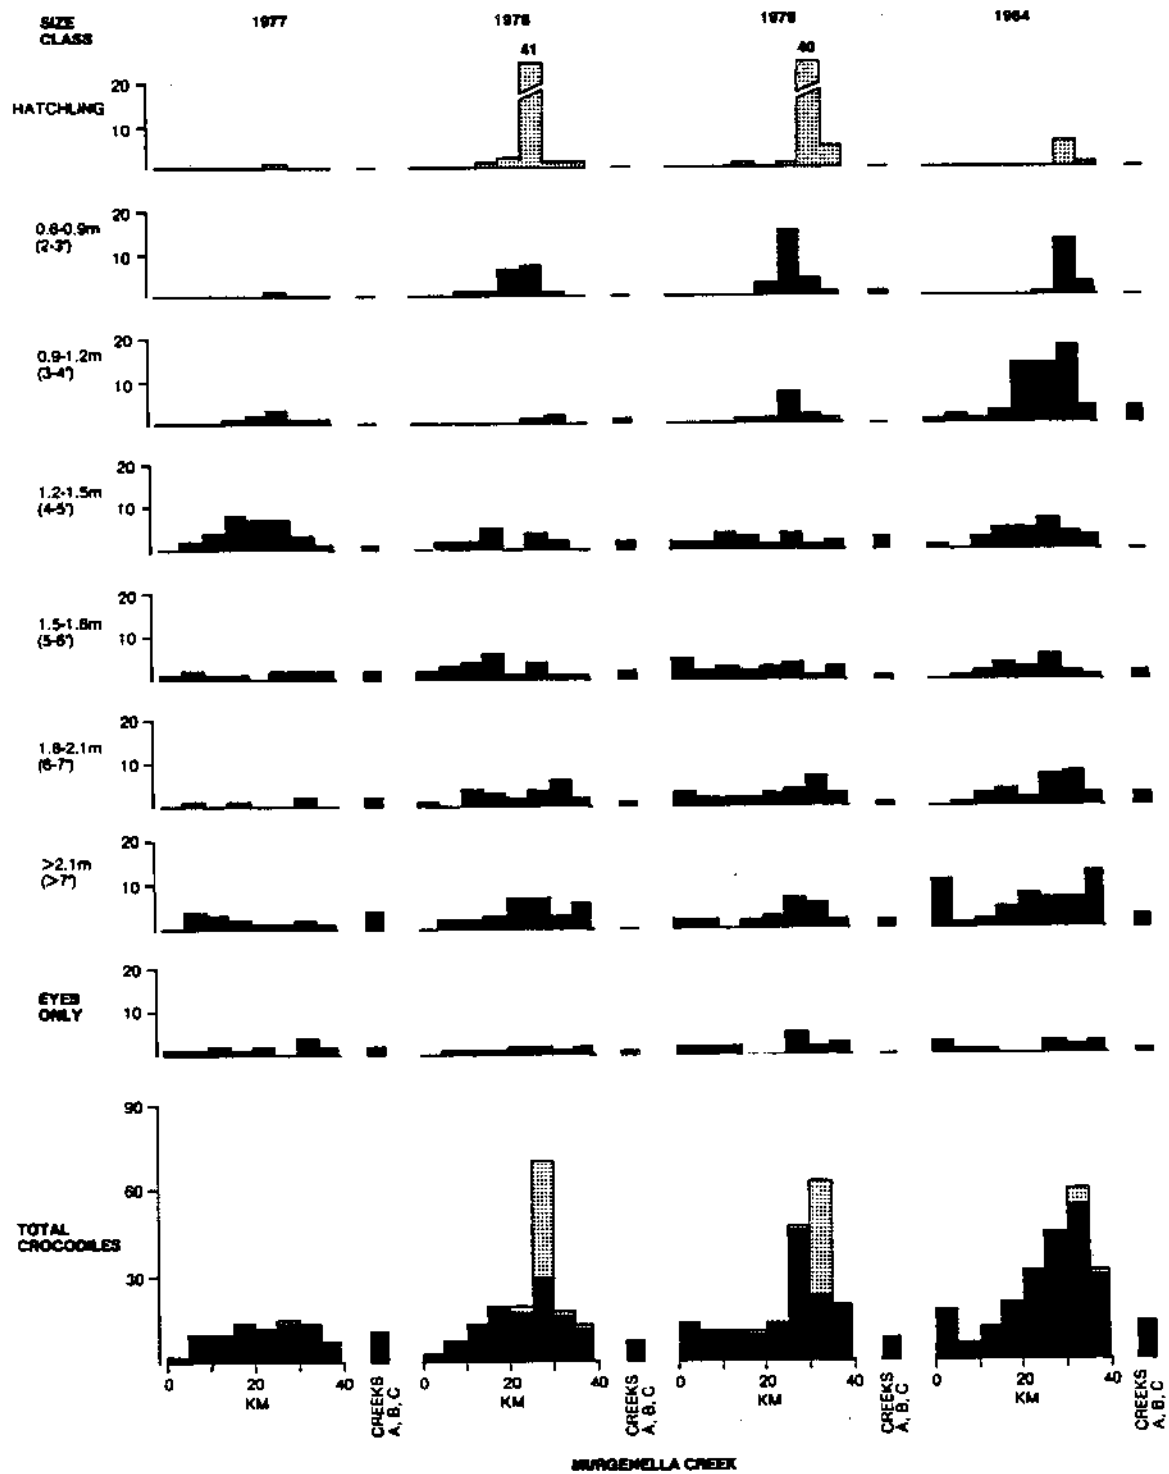 SIZE
CLASS
1977
1978
1979
1984
41
40
HATCHLING
20
10
0.6-0.9m
(2-3')
20
10
0.9-1.2m
(3-4')
20
10
1.2-1.5m
(4-5')
20
10
1.5-1.8m
(5-6')
20
10
1.8-2.1m
(6-7')
20
10
>2.1m
(>7')
20
10
EYES
ONLY
20
10
TOTAL
CROCODILES
90
60
30
0 20 40
KM
CREEKS
A, B, C
0 20 40
KM
CREEKS
A, B, C
0 20 40
KM
CREEKS
A, B, C
0 20 40
KM
CREEKS
A, B, C
MURGENELLA CREEK